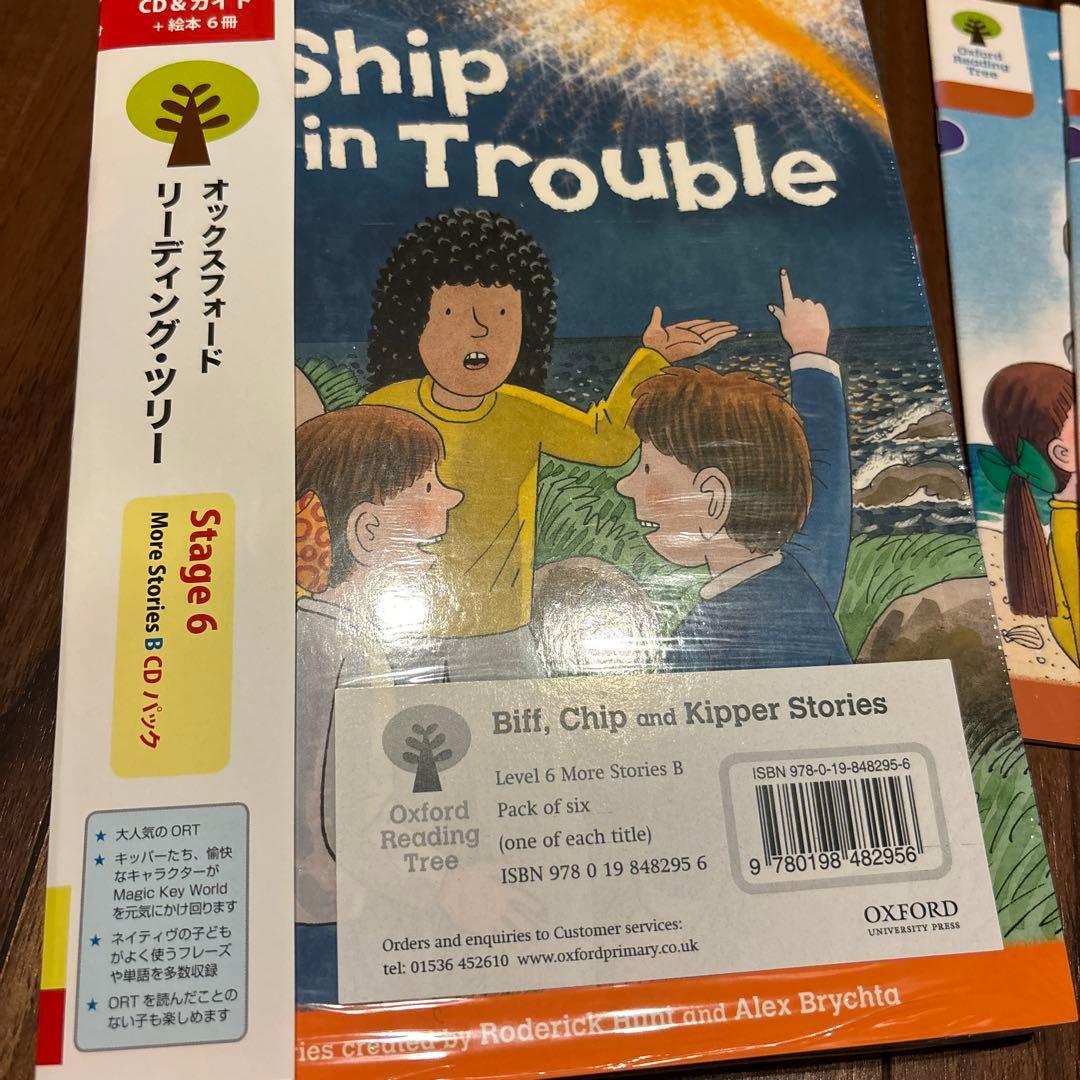 CD&ガイド
+絵本 6冊
オックスフォード
リーディング・ツリー
Stage 6
More Stories B CD パック
★ 大人気の ORT
★ キッパーたち、愉快
なキャラクターが
Magic Key World
を元気にかけ回ります
★ ネイティヴの子ども
がよく使うフレーズ
や単語を多数収録
★ ORT を読んだことの
ない子も楽しめます
Ship
in Trouble
Biff, Chip and Kipper Stories
Oxford
Reading
Tree
Level 6 More Stories B
Pack of six
(one of each title)
ISBN 978 0 19 848295 6
ISBN 978-0-19-848295-6
9 780198 482956
Orders and enquiries to Customer services:
tel: 01536 452610 www.oxfordprimary.co.uk
OXFORD
UNIVERSITY PRESS
created by Roderick Hunt and Alex Brychta
Oxford
Reading
Tree